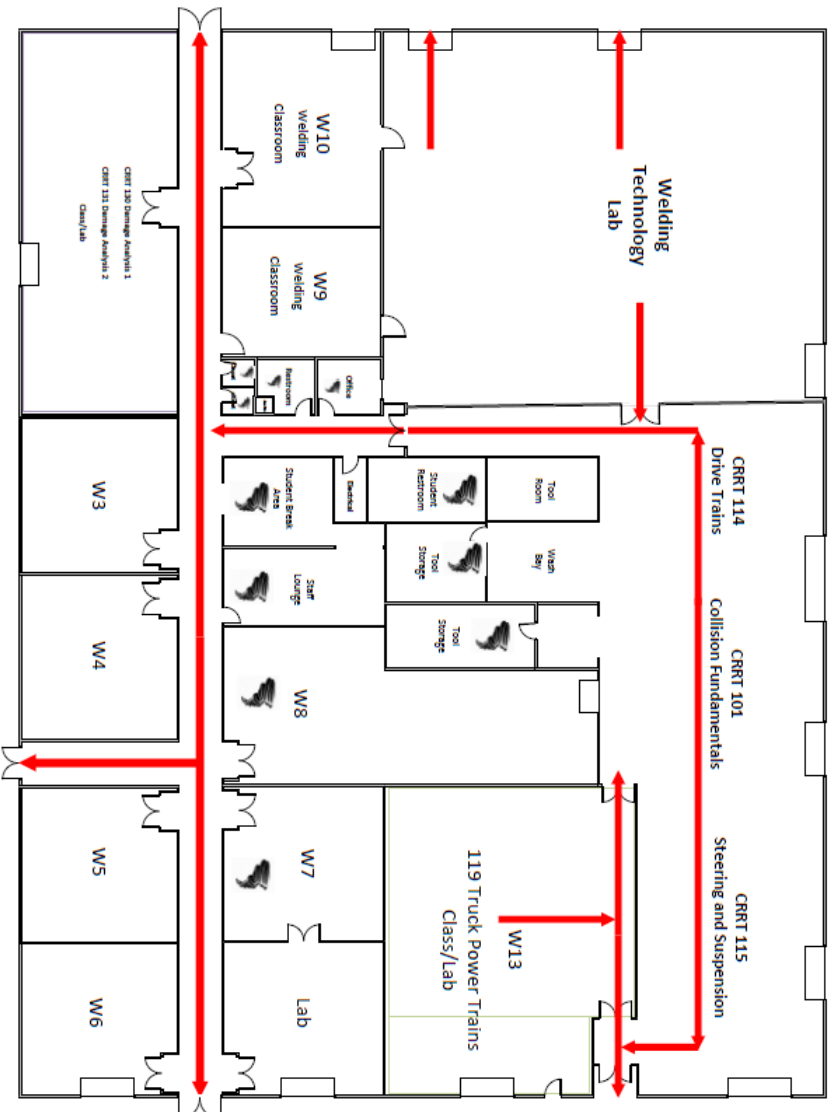 Welding
Technology
Lab
W10
Welding
Classroom
W9
Welding
Classroom
CRRT 130 Damage Analysis 1
CRRT 131 Damage Analysis 2
Class/Lab
Office
Restroom
CRRT 114
Drive Trains
CRRT 101
Collision Fundamentals
CRRT 115
Steering and Suspension
Tool
Room
Student
Restroom
Electrical
Student Break
Area
Wash
Bay
Tool
Storage
Staff
Lounge
Tool
Storage
W3
W4
W8
W5
W7
W13
119 Truck Power Trains
Class/Lab
W6
Lab